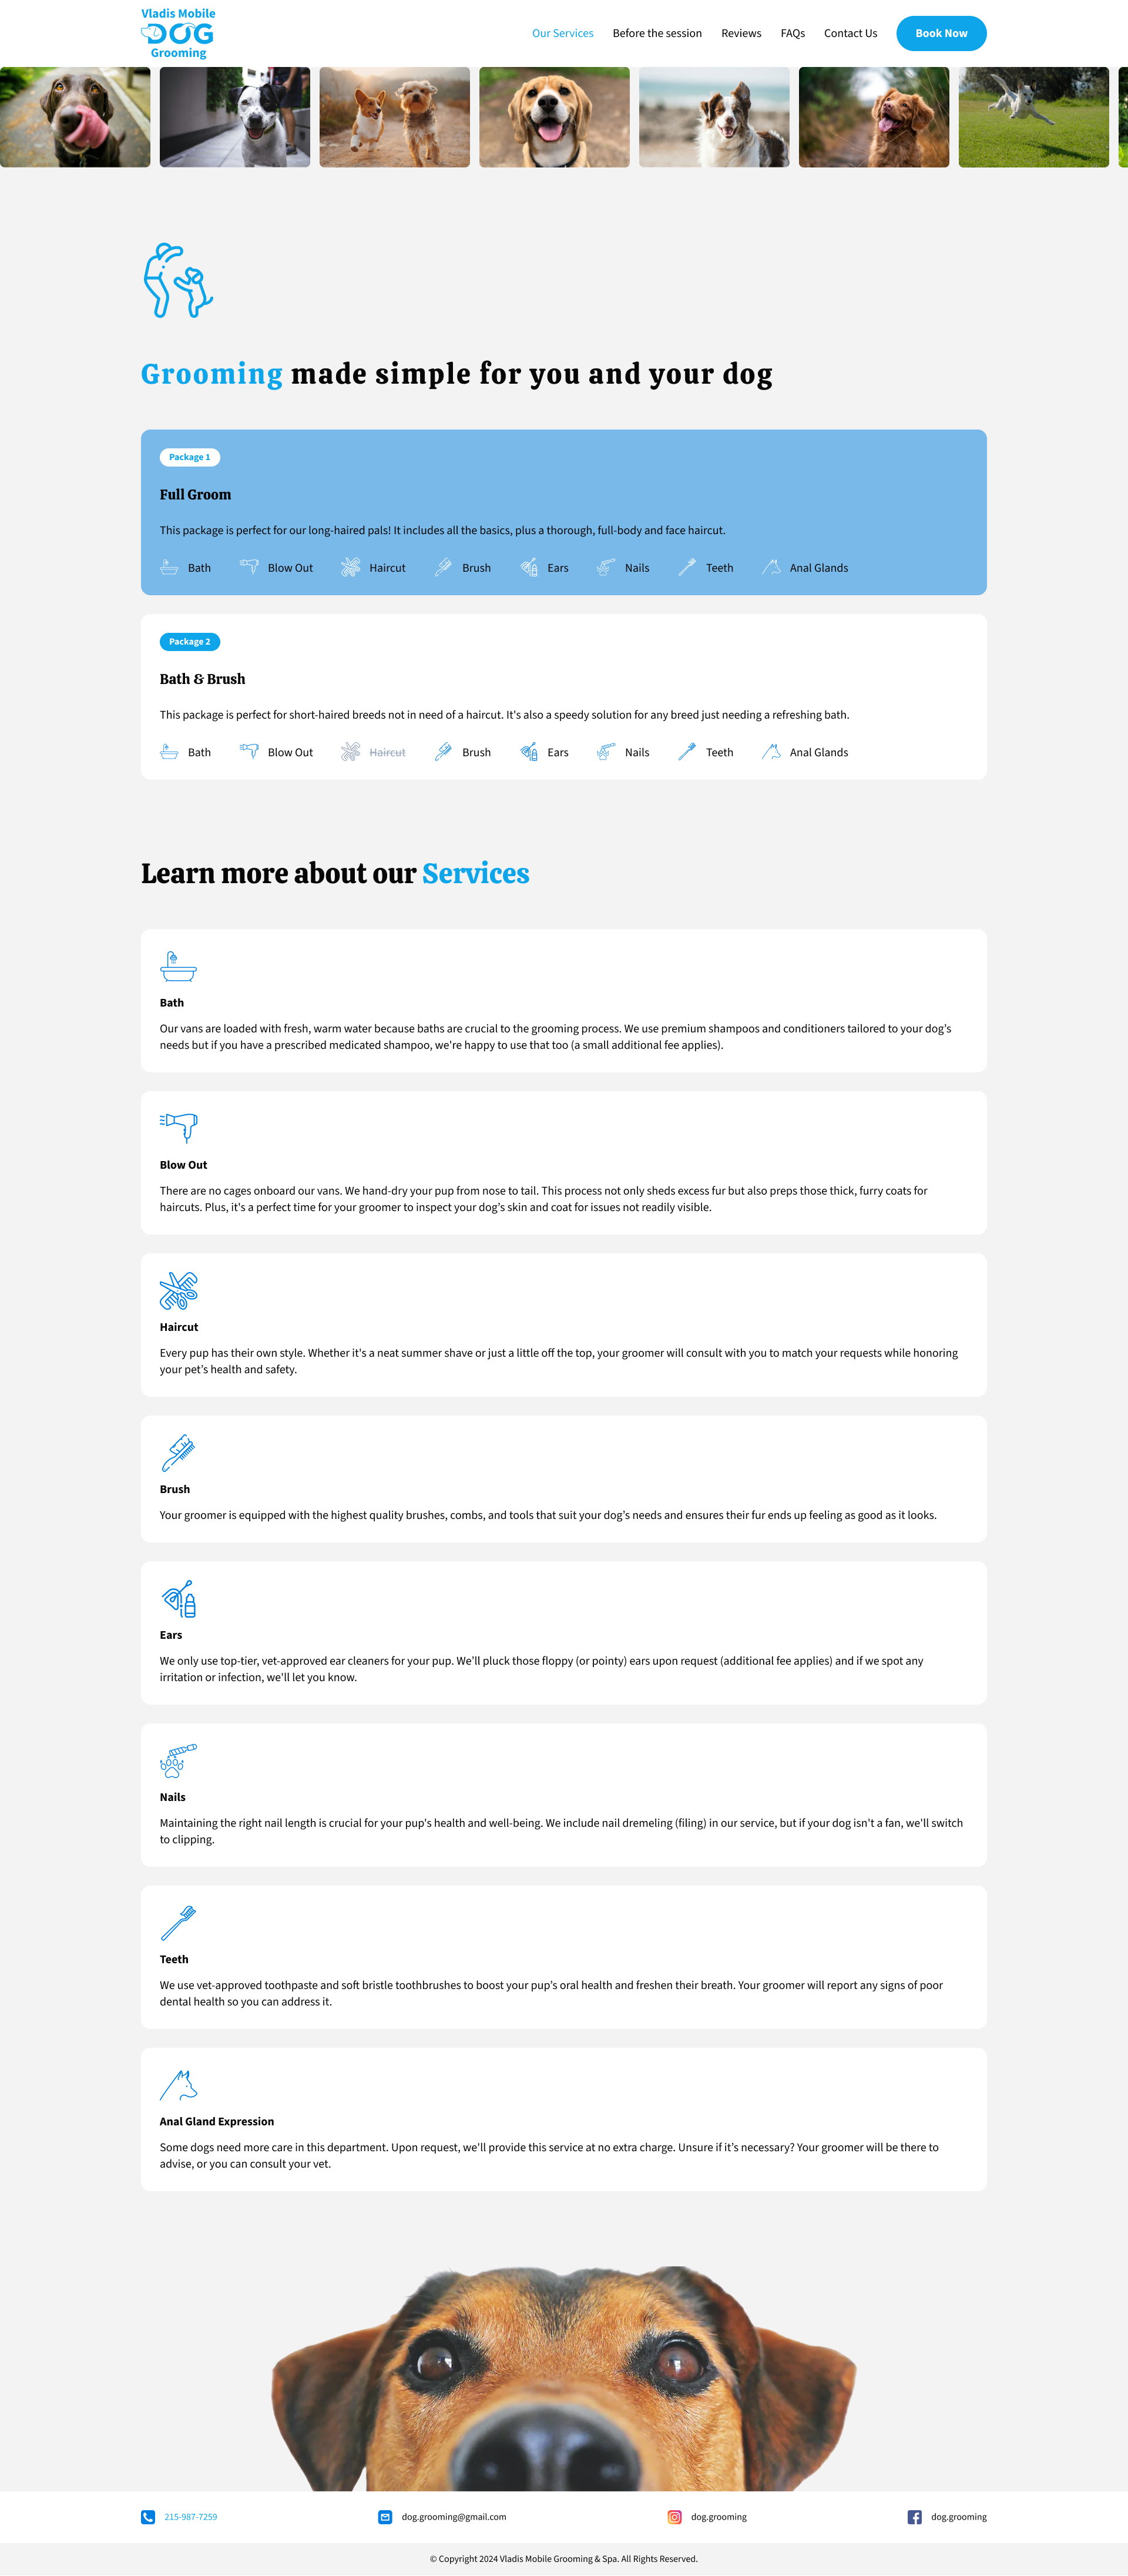 Vladis Mobile
DOG
Grooming
Our Services
Before the session
Reviews
FAQs
Contact Us
Book Now
Grooming made simple for you and your dog
Package 1
Full Groom
This package is perfect for our long-haired pals! It includes all the basics, plus a thorough, full-body and face haircut.
Bath
Blow Out
Haircut
Brush
Ears
Nails
Teeth
Anal Glands
Package 2
Bath & Brush
This package is perfect for short-haired breeds not in need of a haircut. It's also a speedy solution for any breed just needing a refreshing bath.
Bath
Blow Out
Haircut
Brush
Ears
Nails
Teeth
Anal Glands
Learn more about our Services
Bath
Our vans are loaded with fresh, warm water because baths are crucial to the grooming process. We use premium shampoos and conditioners tailored to your dog’s
needs but if you have a prescribed medicated shampoo, we're happy to use that too (a small additional fee applies).
Blow Out
There are no cages onboard our vans. We hand-dry your pup from nose to tail. This process not only sheds excess fur but also preps those thick, furry coats for
haircuts. Plus, it's a perfect time for your groomer to inspect your dog’s skin and coat for issues not readily visible.
Haircut
Every pup has their own style. Whether it's a neat summer shave or just a little off the top, your groomer will consult with you to match your requests while honoring
your pet’s health and safety.
Brush
Your groomer is equipped with the highest quality brushes, combs, and tools that suit your dog’s needs and ensures their fur ends up feeling as good as it looks.
Ears
We only use top-tier, vet-approved ear cleaners for your pup. We’ll pluck those floppy (or pointy) ears upon request (additional fee applies) and if we spot any
irritation or infection, we'll let you know.
Nails
Maintaining the right nail length is crucial for your pup's health and well-being. We include nail dremeling (filing) in our service, but if your dog isn't a fan, we'll switch
to clipping.
Teeth
We use vet-approved toothpaste and soft bristle toothbrushes to boost your pup’s oral health and freshen their breath. Your groomer will report any signs of poor
dental health so you can address it.
Anal Gland Expression
Some dogs need more care in this department. Upon request, we'll provide this service at no extra charge. Unsure if it’s necessary? Your groomer will be there to
advise, or you can consult your vet.
215-987-7259
dog.grooming@gmail.com
dog.grooming
dog.grooming
© Copyright 2024 Vladis Mobile Grooming & Spa. All Rights Reserved.